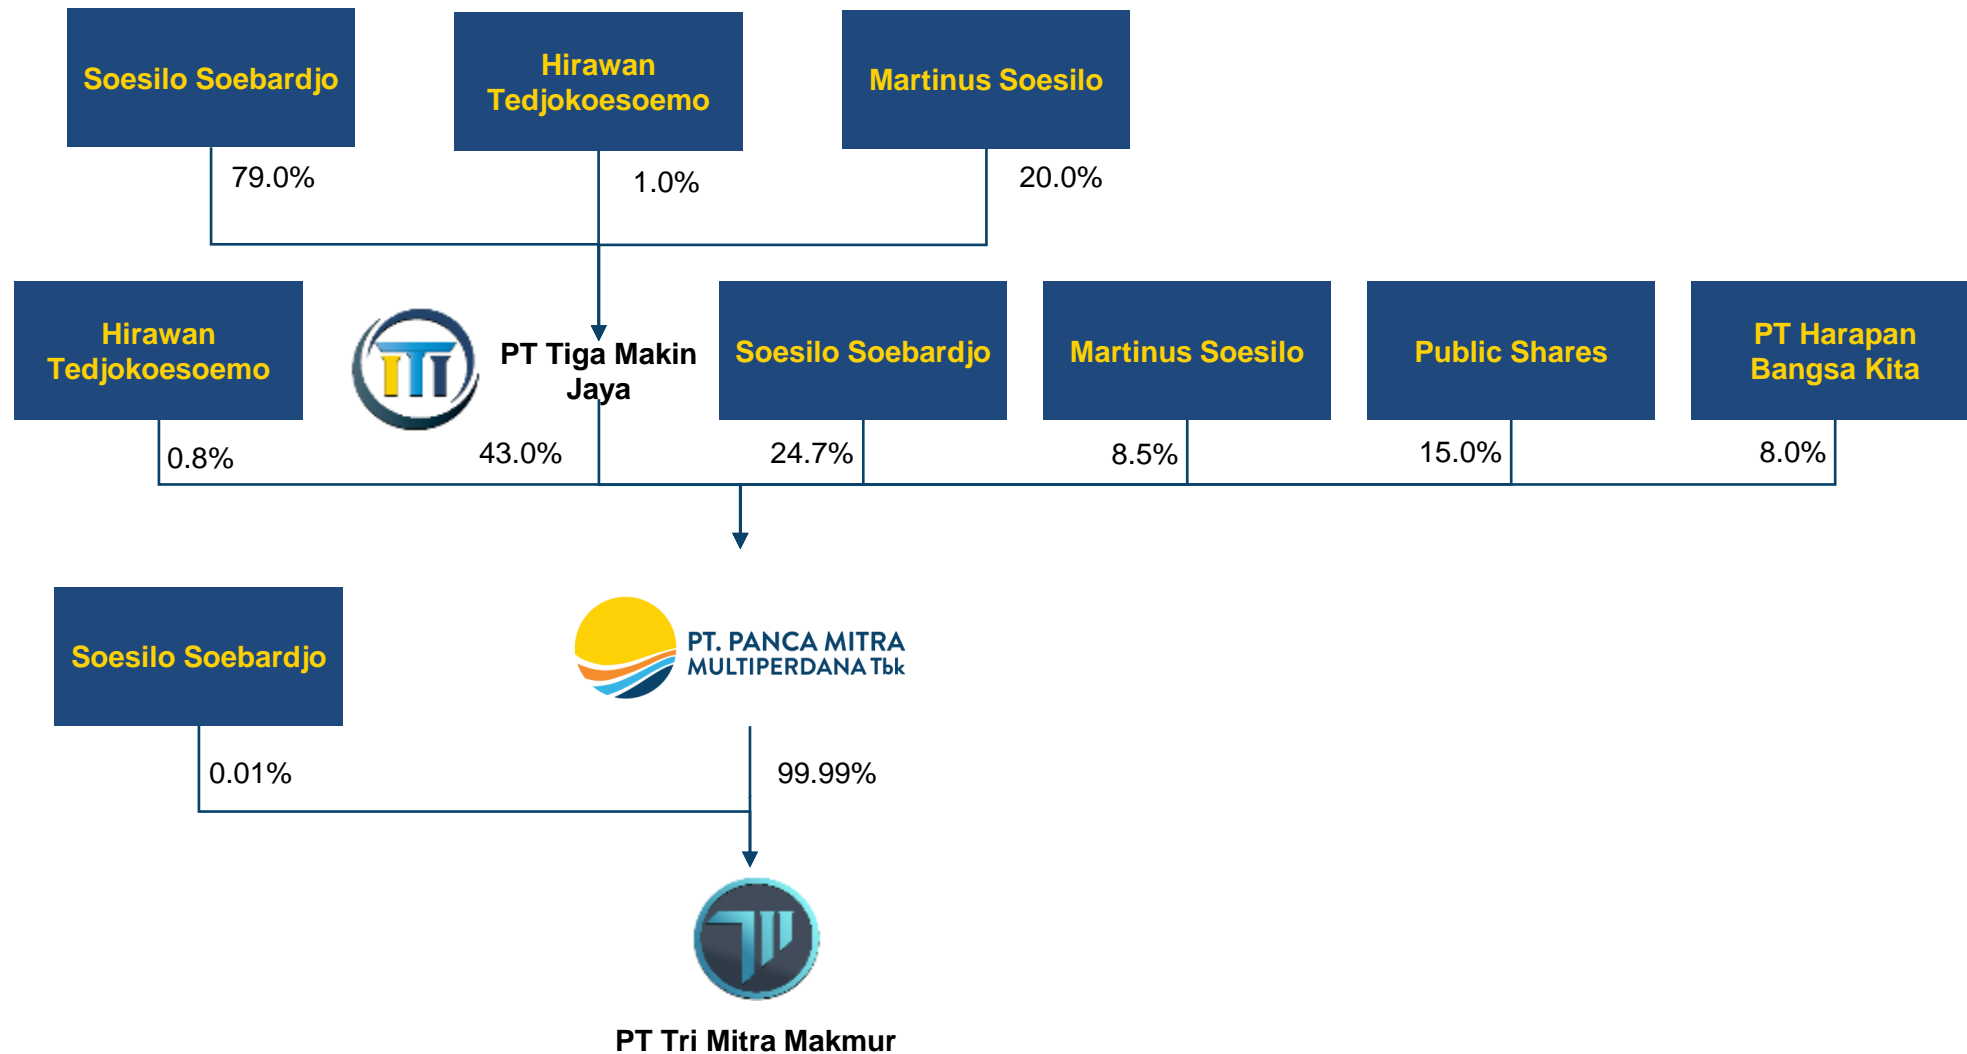 Soesilo Soebardjo
Hirawan
Tedjokoesoemo
Martinus Soesilo
79.0%
1.0%
20.0%
Hirawan
Tedjokoesoemo
PT Tiga Makin
Jaya
Soesilo Soebardjo
Martinus Soesilo
Public Shares
PT Harapan
Bangsa Kita
0.8%
43.0%
24.7%
8.5%
15.0%
8.0%
Soesilo Soebardjo
PT. PANCA MITRA
MULTIPERDANA Tbk
0.01%
99.99%
PT Tri Mitra Makmur